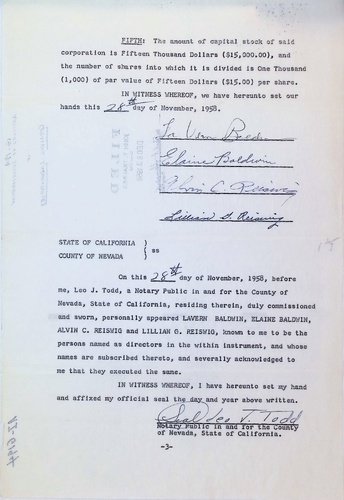 FIFTH: The amount of capital stock of said
corporation is Fifteen Thousand Dollars ($15,000.00), and
the number of shares into which it is divided is One Thousand
(1,000) of par value of Fifteen Dollars ($15.00) per share.
IN WITNESS WHEREOF, we have hereunto set our
hands this 28th day of November, 1958.
La Vern Baldwin
Elaine Baldwin
Alvin C. Reiswig
Lillian G. Reiswig
STATE OF CALIFORNIA )
( ss
COUNTY OF NEVADA )
On this 28th day of November, 1958, before
me, Leo J. Todd, a Notary Public in and for the County of
Nevada, State of California, residing therein, duly commissioned
and sworn, personally appeared LAVERN BALDWIN, ELAINE BALDWIN,
ALVIN C. REISWIG and LILLIAN G. REISWIG, known to me to be the
persons named as directors in the within instrument, and whose
names are subscribed thereto, and severally acknowledged to
me that they executed the same.
IN WITNESS WHEREOF, I have hereunto set my hand
and affixed my official seal the day and year above written.
Seal Leo J. Todd
Notary Public in and for the County
of Nevada, State of California.
-3-